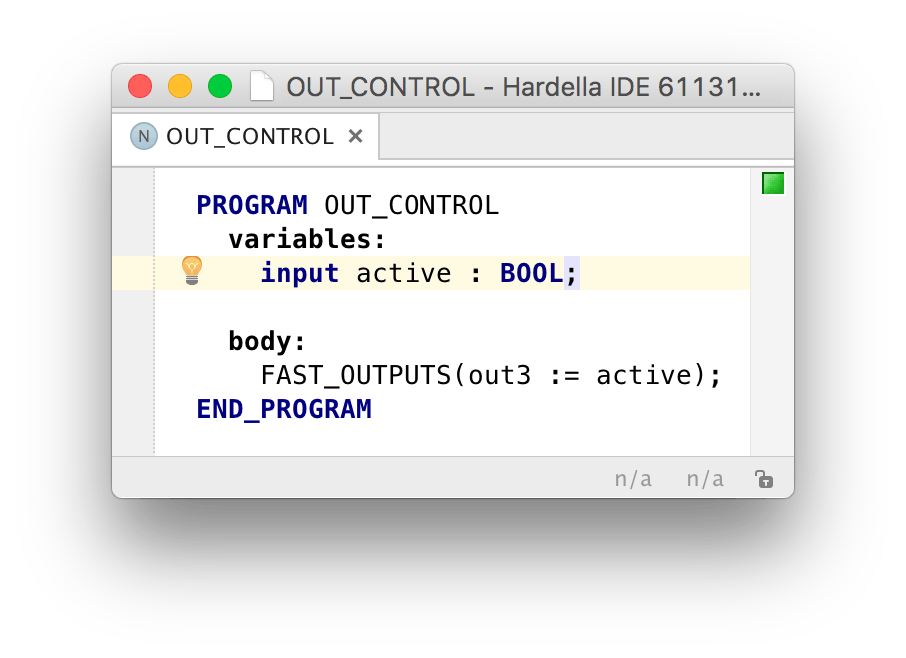 OUT_CONTROL - Hardella IDE 61131...
N OUT_CONTROL ×
PROGRAM OUT_CONTROL
variables:
input active : BOOL;
body:
FAST_OUTPUTS(out3 := active);
END_PROGRAM
n/a n/a